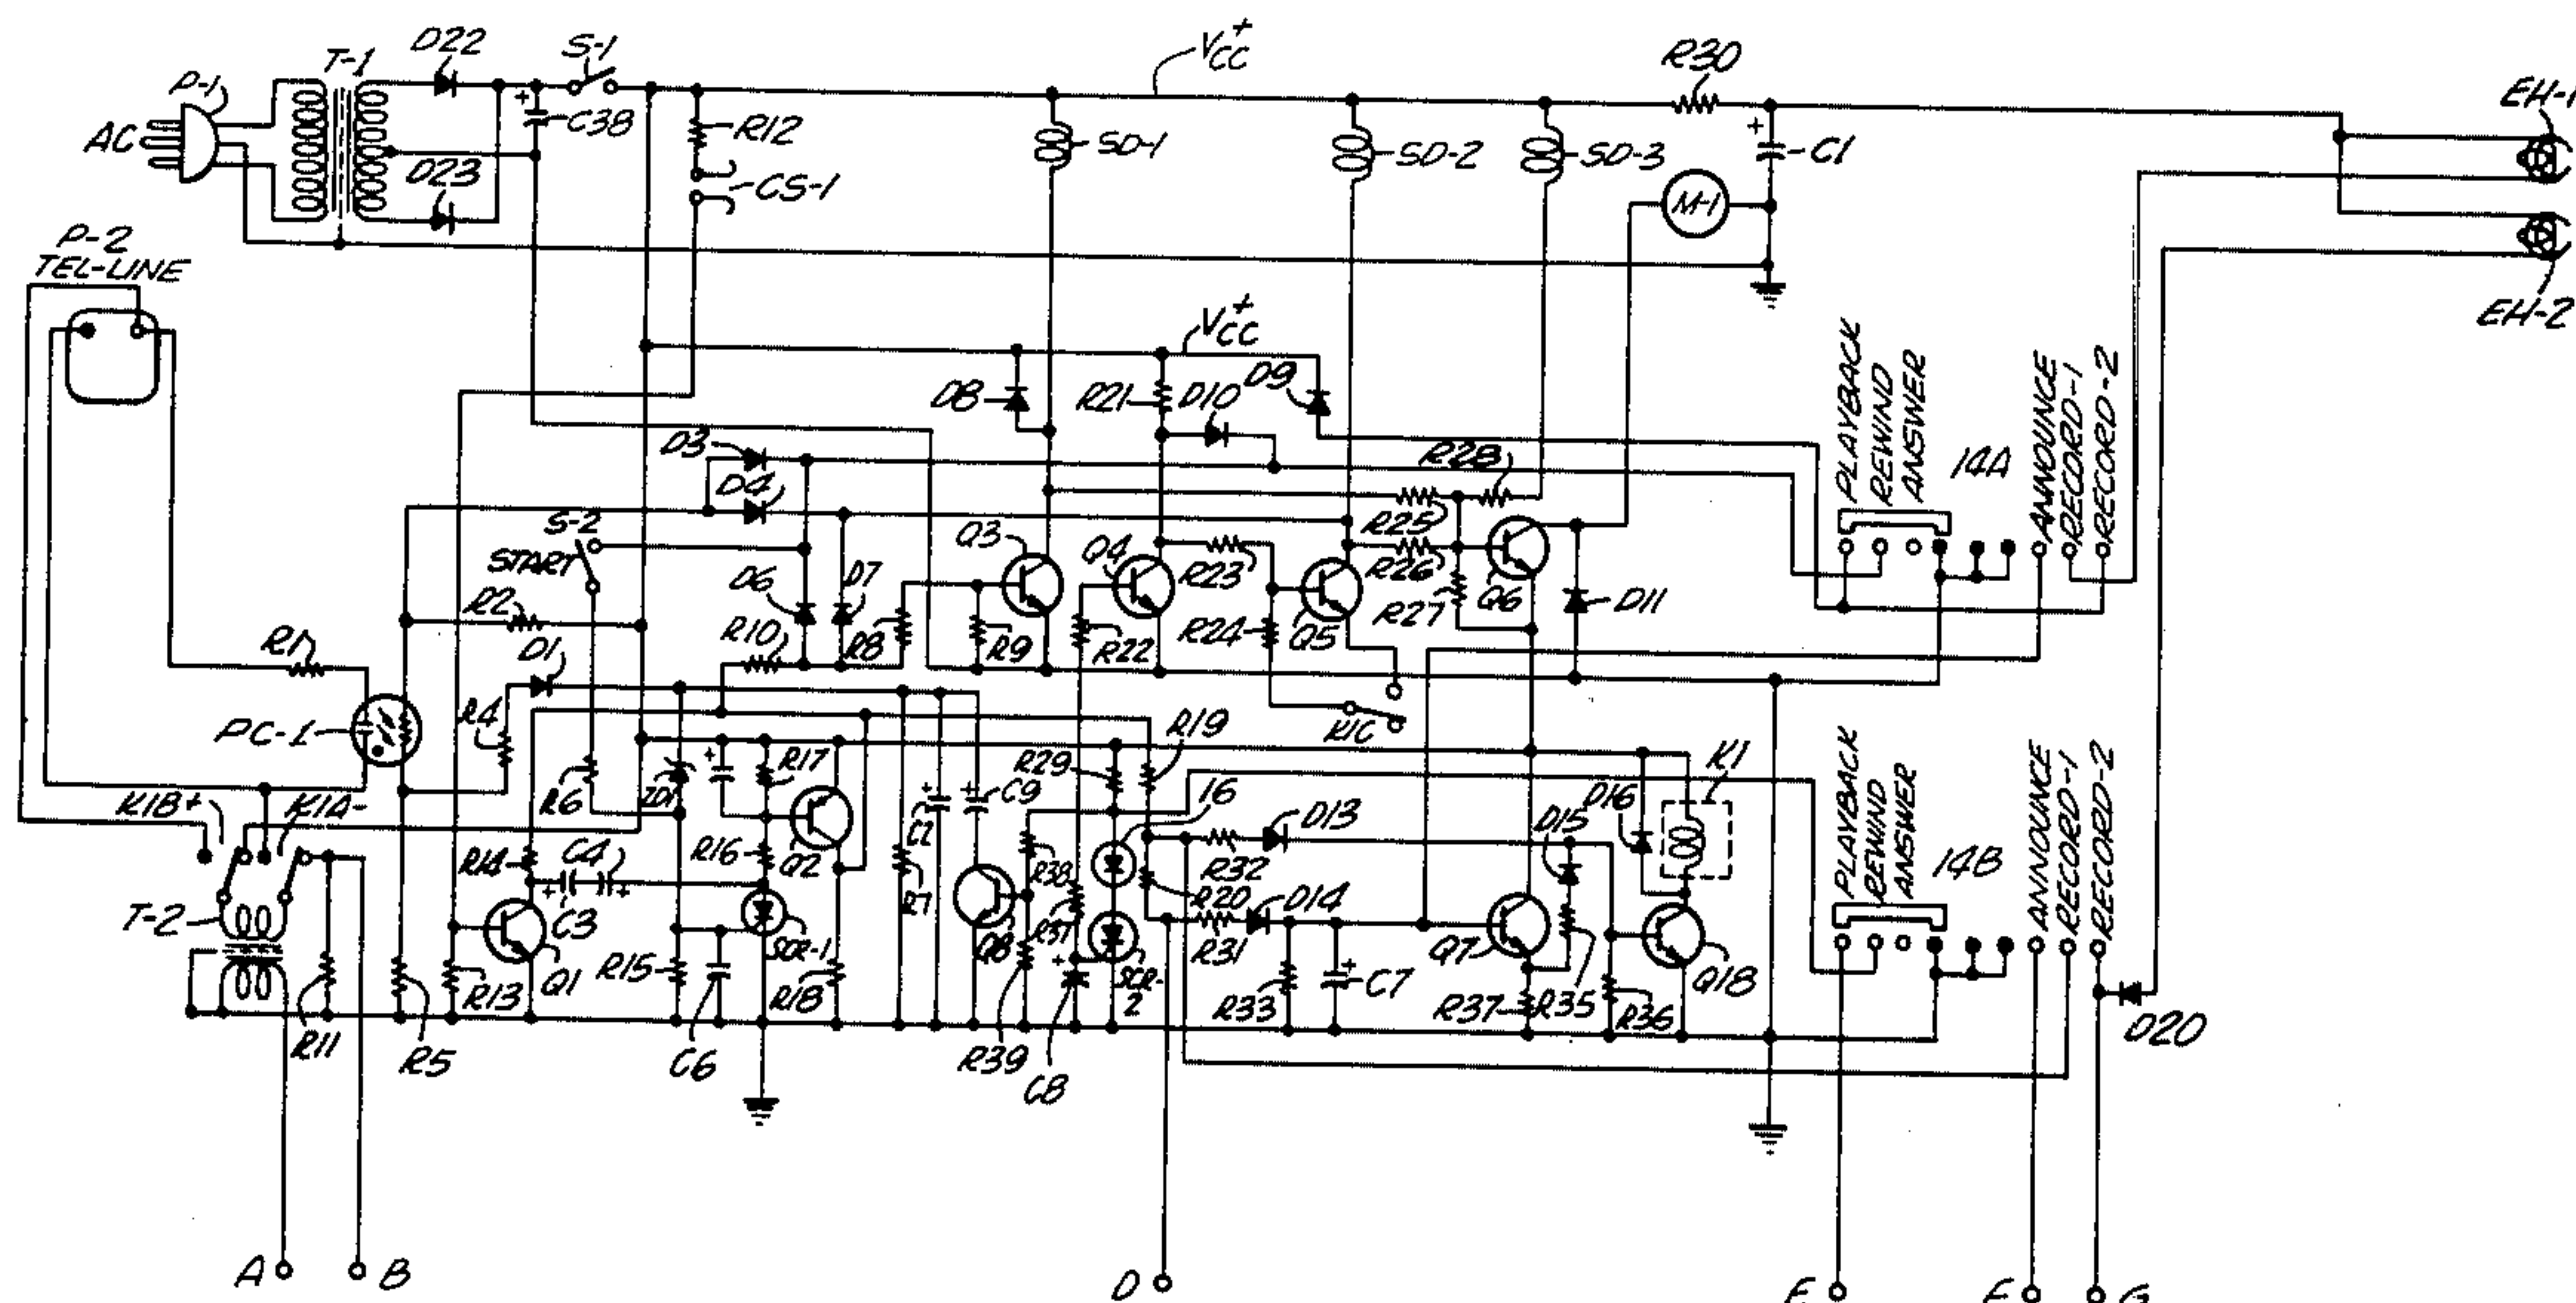 D22
S-1
V+CC
R30
EH-1
T-1
P-1
AC
C38
R12
SD-1
SD-2
SD-3
C1
D23
CS-1
M-1
P-2
TEL-LINE
EH-2
V+CC
D8
R21
D10
D9
PLAYBACK
REWIND
ANSWER
14A
ANNOUNCE
RECORD-1
RECORD-2
D3
R28
D4
S-2
START
Q3
Q4
R23
R25
R26
Q6
D6
D7
R27
D11
R2
R1
D1
R10
R8
R9
R22
R24
Q5
PC-1
R4
K1C
R19
R17
R29
16
K1
K1B+
K1A-
R6
ZD1
C2
C9
D13
D15
D16
PLAYBACK
REWIND
ANSWER
14B
ANNOUNCE
RECORD-1
RECORD-2
R14
C4
R16
Q2
R7
R38
R32
R20
D14
T-2
C3
Q8
R37
R31
Q7
Q18
R11
R5
R13
Q1
R15
SCR-1
R18
SCR-2
R33
C7
R37
R35
R36
D20
C6
R39
C8
A
B
D
E
F
G